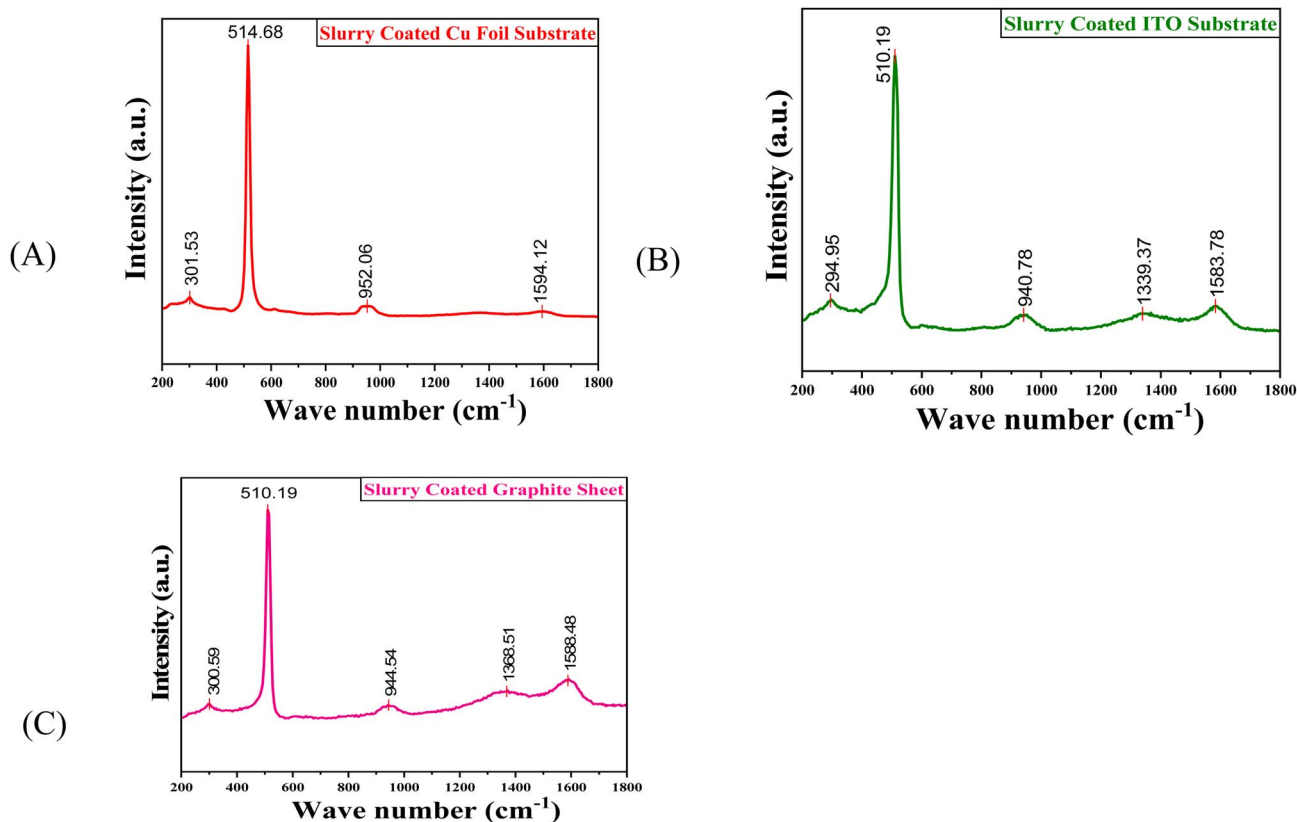 514.68
Slurry Coated Cu Foil Substrate
Intensity (a.u.)
301.53
952.06
1594.12
(A)
200 400 600 800 1000 1200 1400 1600 1800
Wave number (cm⁻¹)
510.19
Slurry Coated ITO Substrate
Intensity (a.u.)
294.95
940.78
1339.37
1583.78
(B)
200 400 600 800 1000 1200 1400 1600 1800
Wave number (cm⁻¹)
510.19
Slurry Coated Graphite Sheet
Intensity (a.u.)
300.59
944.54
1368.51
1588.48
(C)
200 400 600 800 1000 1200 1400 1600 1800
Wave number (cm⁻¹)